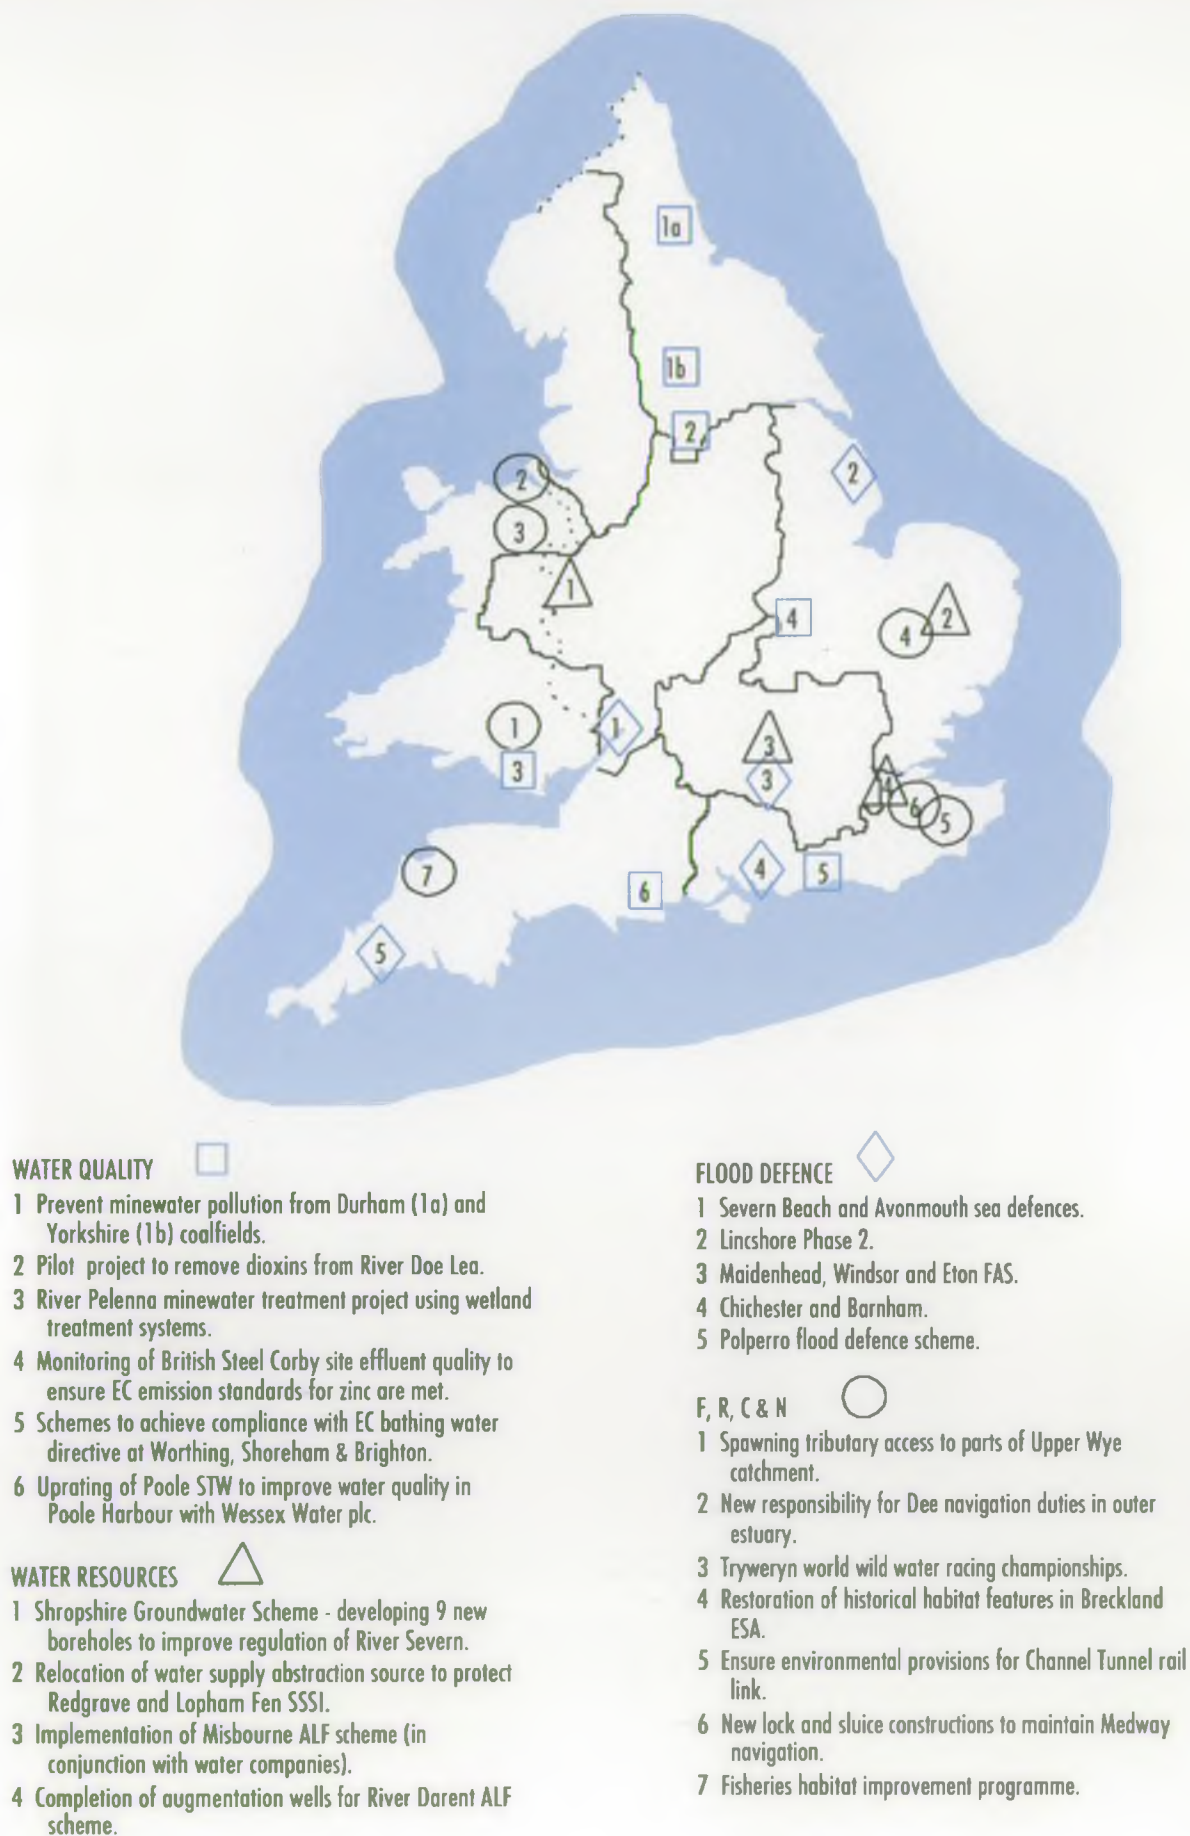 1a
1b
2
2
2
3
1
4
2
4
1
1
3
3
3
4
6
5
7
6
4
5
5
WATER QUALITY
1 Prevent minewater pollution from Durham (1a) and
Yorkshire (1b) coalfields.
2 Pilot project to remove dioxins from River Doe Lea.
3 River Pelenna minewater treatment project using wetland
treatment systems.
4 Monitoring of British Steel Corby site effluent quality to
ensure EC emission standards for zinc are met.
5 Schemes to achieve compliance with EC bathing water
directive at Worthing, Shoreham & Brighton.
6 Uprating of Poole STW to improve water quality in
Poole Harbour with Wessex Water plc.
WATER RESOURCES
1 Shropshire Groundwater Scheme - developing 9 new
boreholes to improve regulation of River Severn.
2 Relocation of water supply abstraction source to protect
Redgrave and Lopham Fen SSSI.
3 Implementation of Misbourne ALF scheme (in
conjunction with water companies).
4 Completion of augmentation wells for River Darent ALF
scheme.
FLOOD DEFENCE
1 Severn Beach and Avonmouth sea defences.
2 Lincshore Phase 2.
3 Maidenhead, Windsor and Eton FAS.
4 Chichester and Barnham.
5 Polperro flood defence scheme.
F, R, C & N
1 Spawning tributary access to parts of Upper Wye
catchment.
2 New responsibility for Dee navigation duties in outer
estuary.
3 Tryweryn world wild water racing championships.
4 Restoration of historical habitat features in Breckland
ESA.
5 Ensure environmental provisions for Channel Tunnel rail
link.
6 New lock and sluice constructions to maintain Medway
navigation.
7 Fisheries habitat improvement programme.